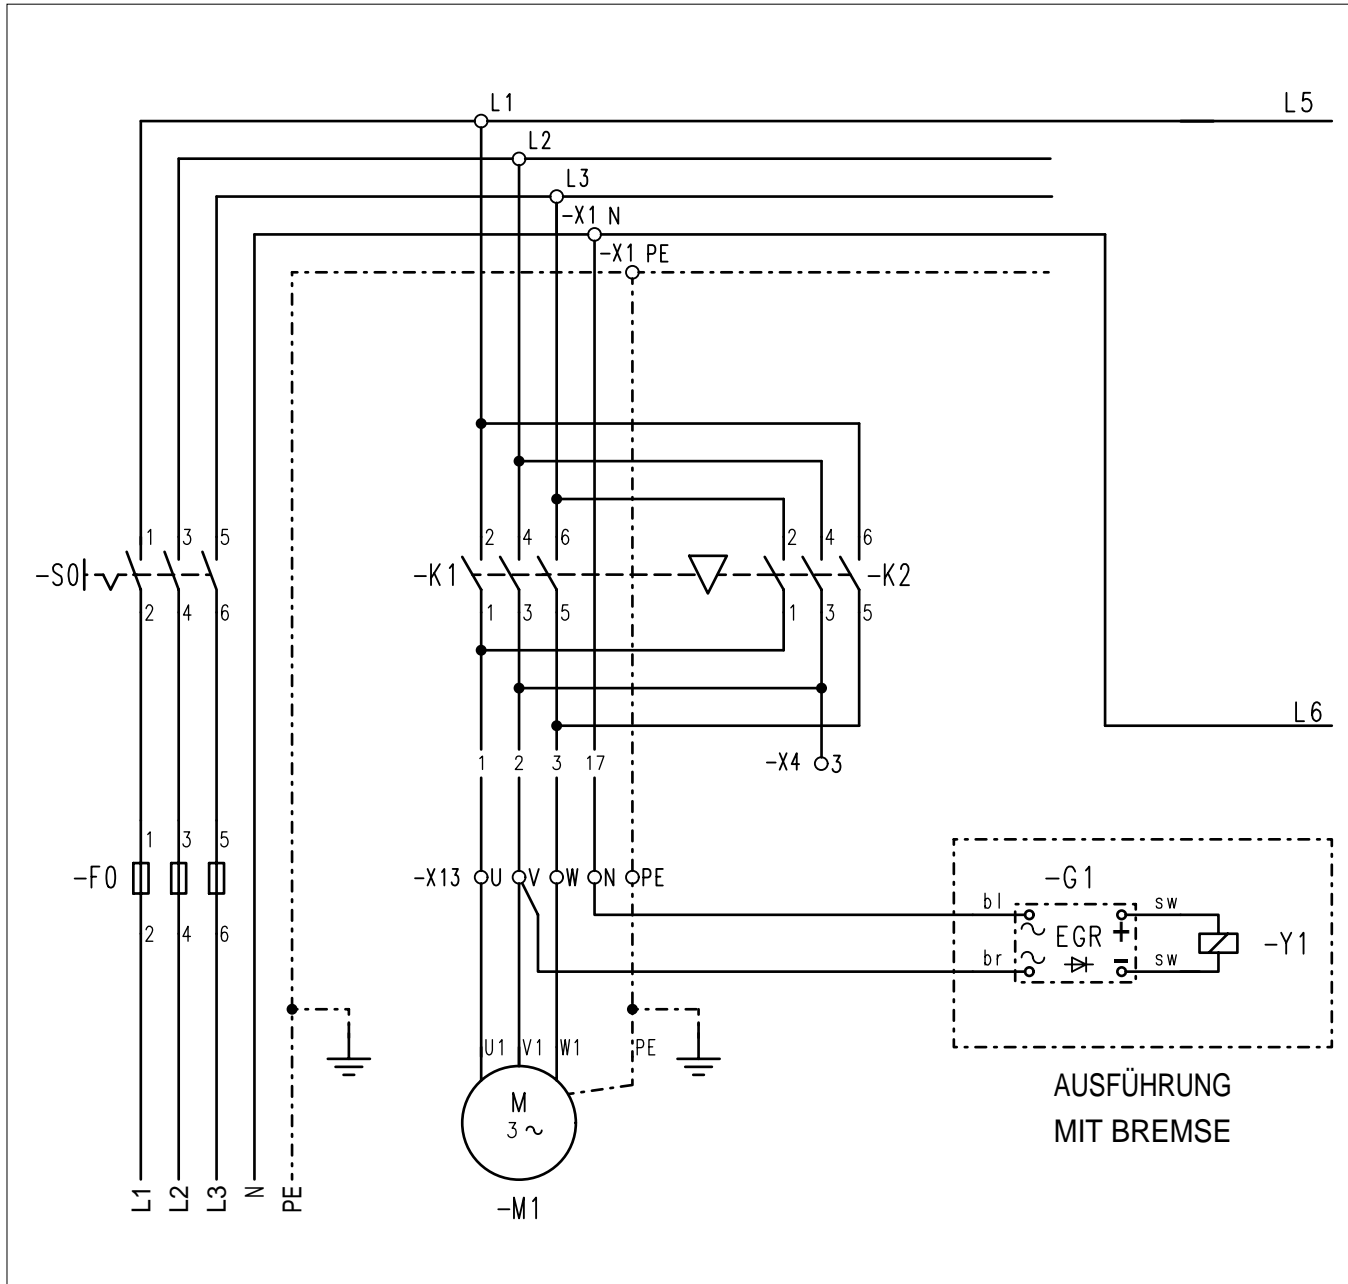 L1 L5
L2
L3
-X1 N
-X1 PE
1 3 5 2 4 6 2 4 6
-S0 -K1 -K2
2 4 6 1 3 5 1 3 5
L6
1 2 3 17 -X4 3
1 3 5
-F0 -X13 U V W N PE -G1
bl sw
2 4 6 EGR + -Y1
br - sw
U1 V1 W1 PE
AUSFÜHRUNG
M
3 ~
MIT BREMSE
L1 L2 L3 N PE -M1